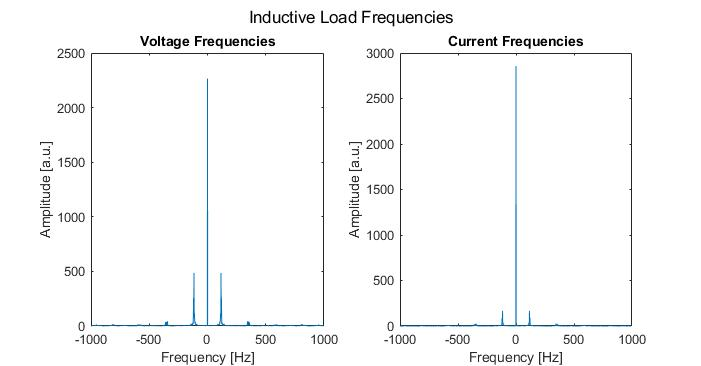 Inductive Load Frequencies
Voltage Frequencies
2500
2000
1500
1000
500
0
-1000 -500 0 500 1000
Amplitude [a.u.]
Frequency [Hz]
Current Frequencies
3000
2500
2000
1500
1000
500
0
-1000 -500 0 500 1000
Amplitude [a.u.]
Frequency [Hz]